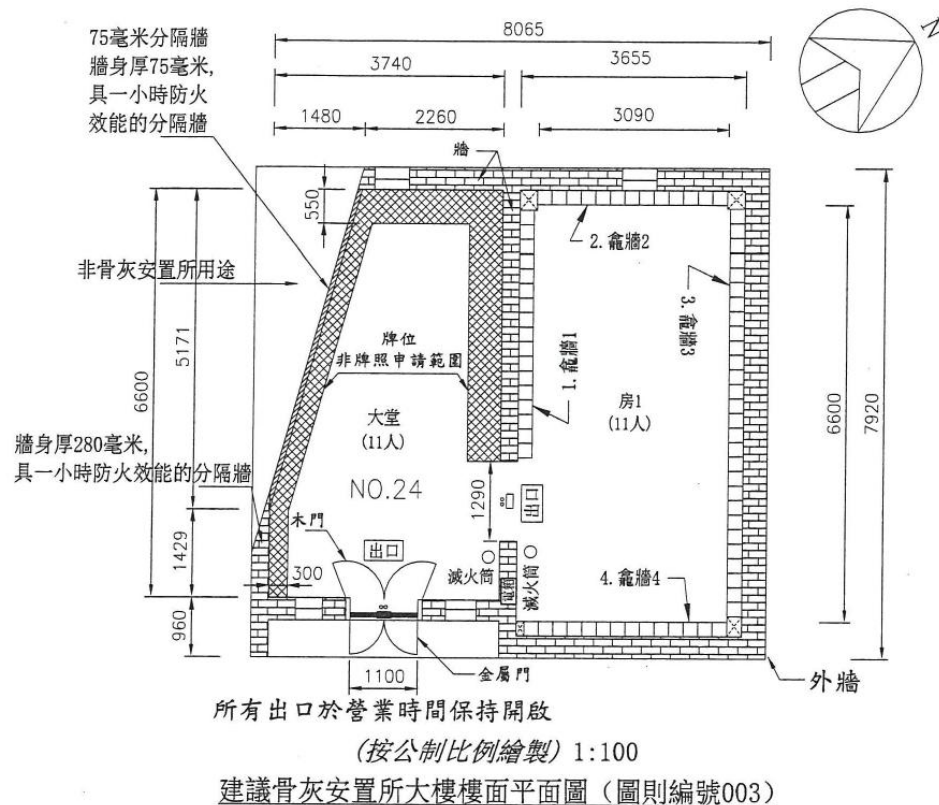 75毫米分隔牆
牆身厚75毫米,
具一小時防火
效能的分隔牆
8065
3740
3655
1480
2260
3090
N
牆
550
2.龕牆2
非骨灰安置所用途
3.龕牆3
5171
6600
牌位
非牌照申請範圍
1.龕牆1
大堂
(11人)
房1
(11人)
6600
7920
牆身厚280毫米,
具一小時防火效能的分隔牆
NO.24
1290
出口
木門
出口
1429
300
滅火筒
電箱
滅火筒
4.龕牆4
960
1100
金屬門
外牆
所有出口於營業時間保持開啟
(按公制比例繪製) 1:100
建議骨灰安置所大樓樓面平面圖（圖則編號003）